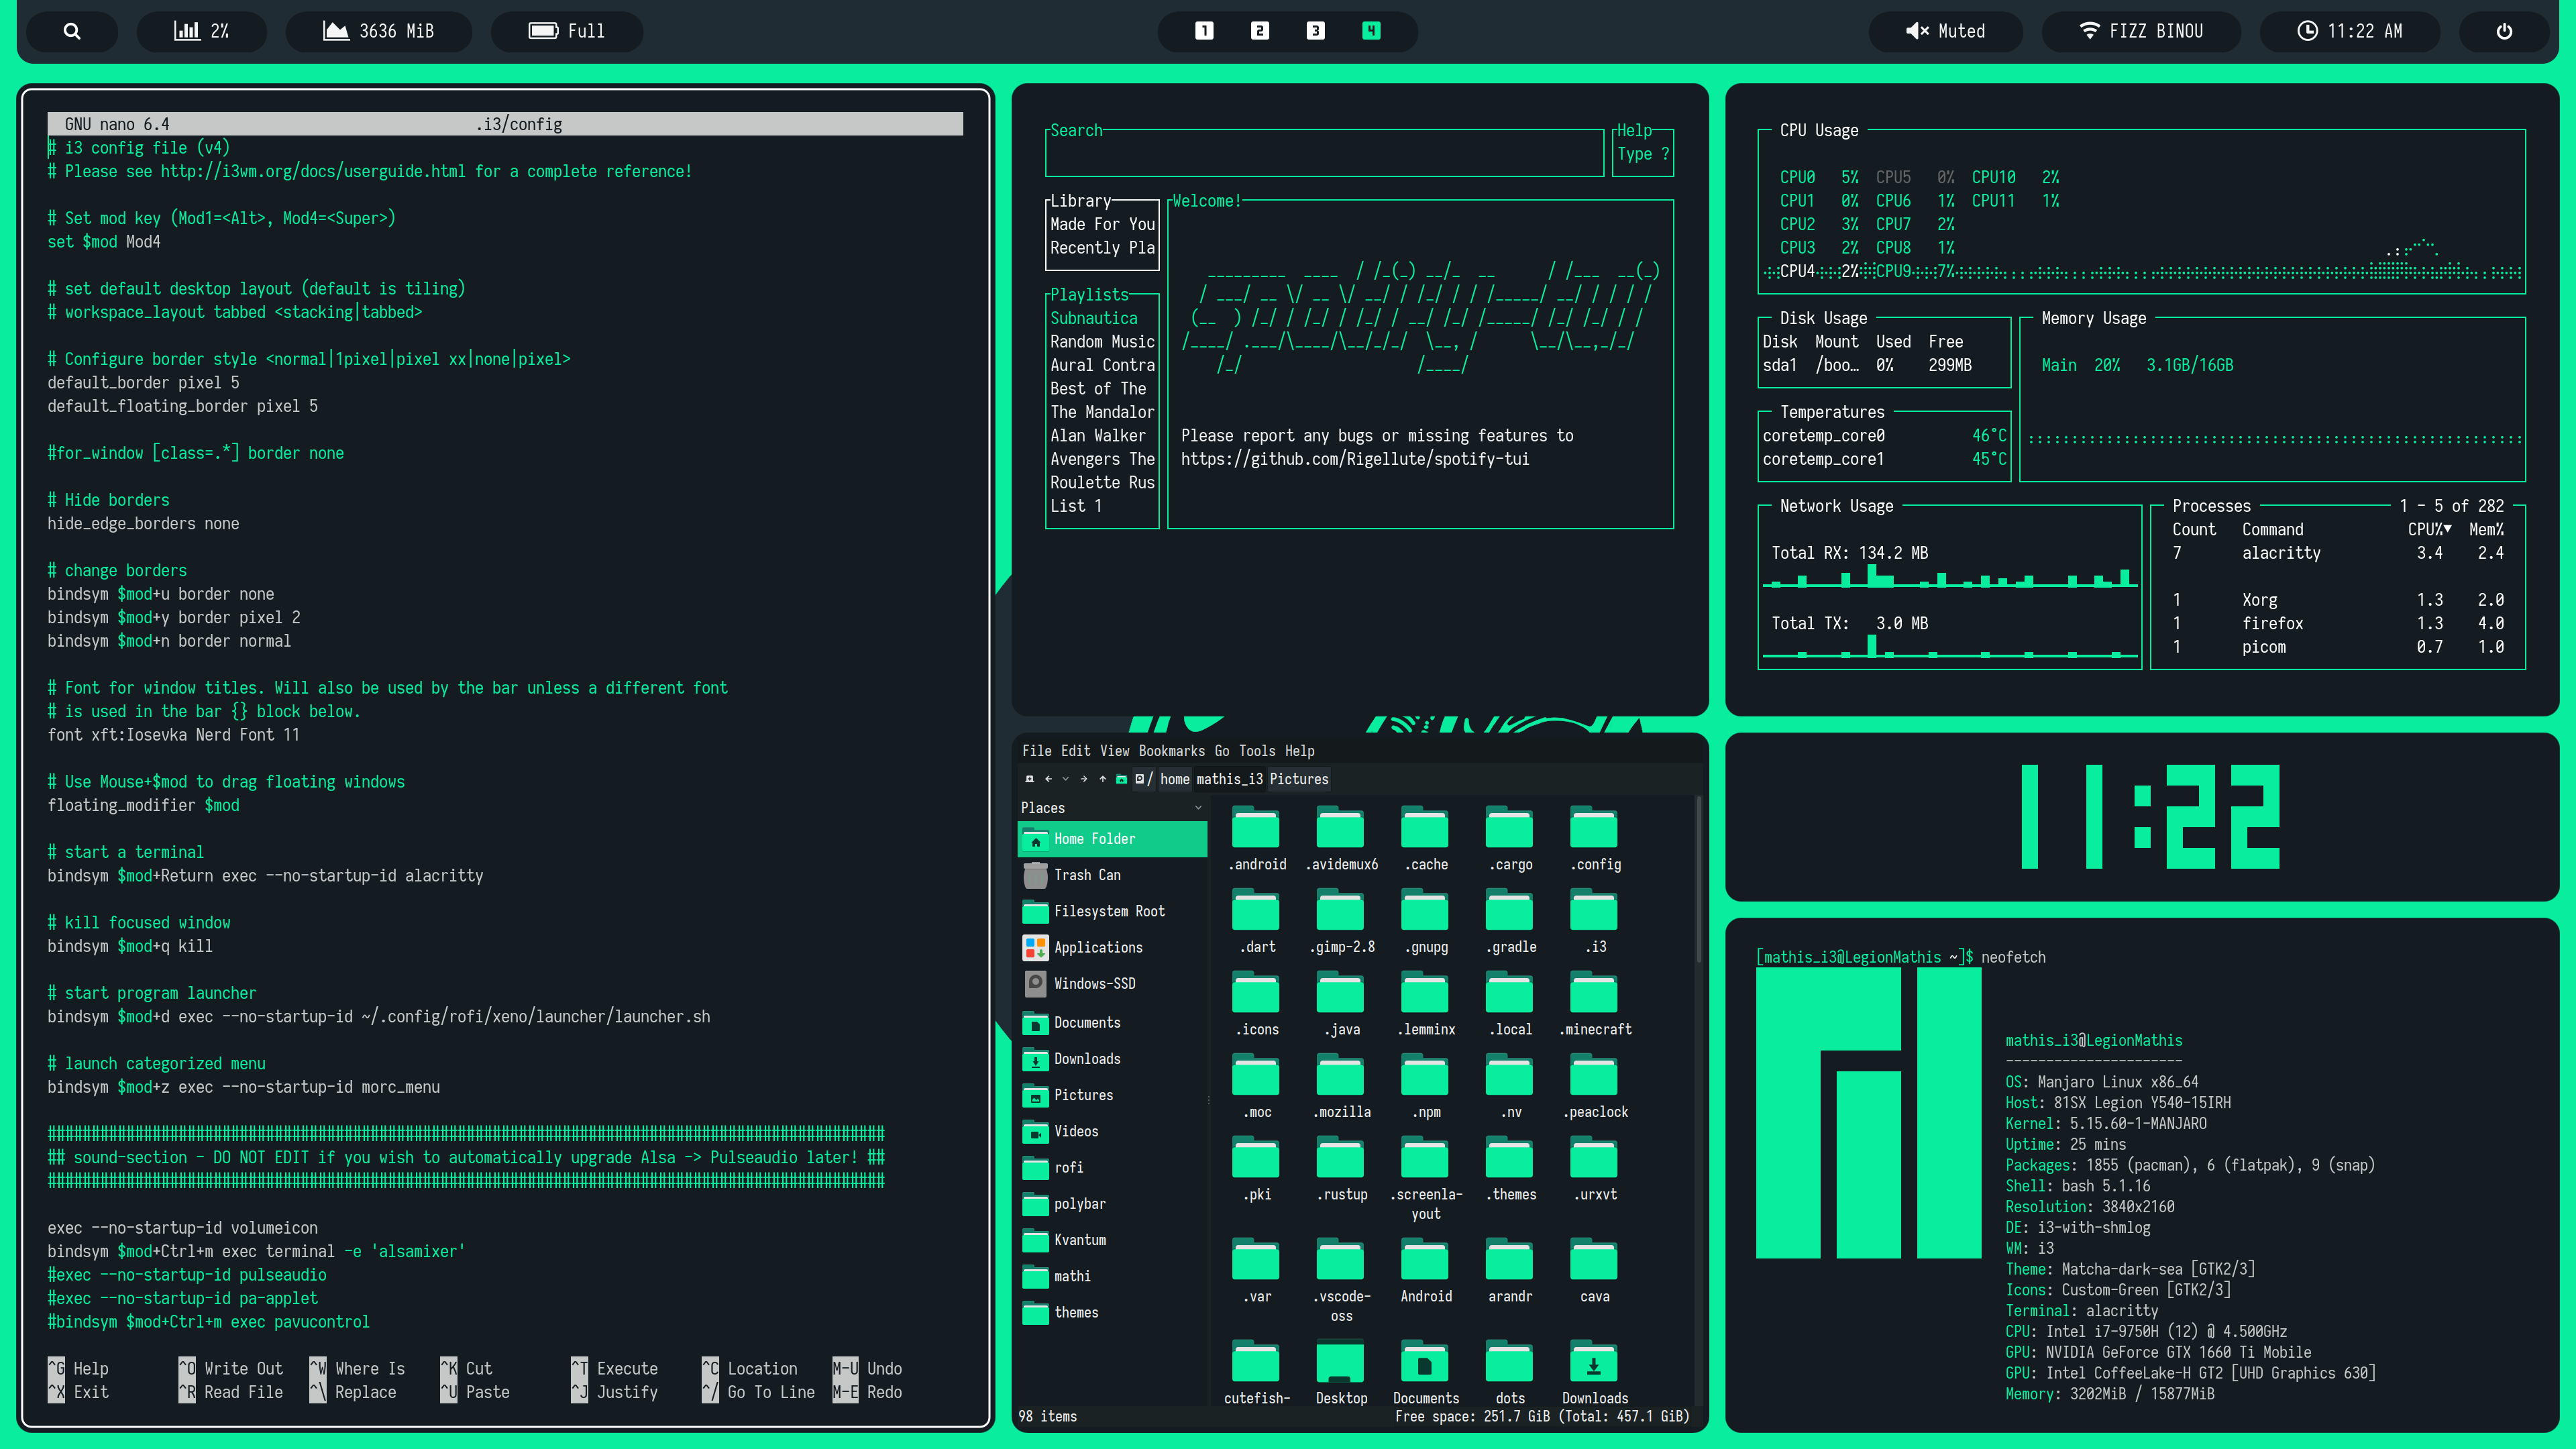 2%
3636 MiB
Full
1 2 3 4
Muted
FIZZ BINOU
11:22 AM
GNU nano 6.4 .i3/config
# i3 config file (v4)
# Please see http://i3wm.org/docs/userguide.html for a complete reference!
# Set mod key (Mod1=<Alt>, Mod4=<Super>)
set $mod Mod4
# set default desktop layout (default is tiling)
# workspace_layout tabbed <stacking|tabbed>
# Configure border style <normal|1pixel|pixel xx|none|pixel>
default_border pixel 5
default_floating_border pixel 5
#for_window [class=.*] border none
# Hide borders
hide_edge_borders none
# change borders
bindsym $mod+u border none
bindsym $mod+y border pixel 2
bindsym $mod+n border normal
# Font for window titles. Will also be used by the bar unless a different font
# is used in the bar {} block below.
font xft:Iosevka Nerd Font 11
# Use Mouse+$mod to drag floating windows
floating_modifier $mod
# start a terminal
bindsym $mod+Return exec --no-startup-id alacritty
# kill focused window
bindsym $mod+q kill
# start program launcher
bindsym $mod+d exec --no-startup-id ~/.config/rofi/xeno/launcher/launcher.sh
# launch categorized menu
bindsym $mod+z exec --no-startup-id morc_menu
################################################################################################
## sound-section - DO NOT EDIT if you wish to automatically upgrade Alsa -> Pulseaudio later! ##
################################################################################################
exec --no-startup-id volumeicon
bindsym $mod+Ctrl+m exec terminal -e 'alsamixer'
#exec --no-startup-id pulseaudio
#exec --no-startup-id pa-applet
#bindsym $mod+Ctrl+m exec pavucontrol
^G Help ^O Write Out ^W Where Is ^K Cut ^T Execute ^C Location M-U Undo
^X Exit ^R Read File ^\ Replace ^U Paste ^J Justify ^/ Go To Line M-E Redo
Search
Help
Type ?
Library
Made For You
Recently Pla
Playlists
Subnautica
Random Music
Aural Contra
Best of The
The Mandalor
Alan Walker
Avengers The
Roulette Rus
List 1
Welcome!
spotify-tui
Please report any bugs or missing features to
https://github.com/Rigellute/spotify-tui
CPU Usage
CPU0 5% CPU5 0% CPU10 2%
CPU1 0% CPU6 1% CPU11 1%
CPU2 3% CPU7 2%
CPU3 2% CPU8 1%
CPU4 2% CPU9 7%
Disk Usage
Disk Mount Used Free
sda1 /boo… 0% 299MB
Memory Usage
Main 20% 3.1GB/16GB
Temperatures
coretemp_core0 46°C
coretemp_core1 45°C
Network Usage
Total RX: 134.2 MB
Total TX: 3.0 MB
Processes 1 - 5 of 282
Count Command CPU%▼ Mem%
7 alacritty 3.4 2.4
1 Xorg 1.3 2.0
1 firefox 1.3 4.0
1 picom 0.7 1.0
File Edit View Bookmarks Go Tools Help
/ home mathis_i3 Pictures
Places
Home Folder
Trash Can
Filesystem Root
Applications
Windows-SSD
Documents
Downloads
Pictures
Videos
rofi
polybar
Kvantum
mathi
themes
.android .avidemux6 .cache .cargo .config
.dart .gimp-2.8 .gnupg .gradle .i3
.icons .java .lemminx .local .minecraft
.moc .mozilla .npm .nv .peaclock
.pki .rustup .screenla- .themes .urxvt
yout
.var .vscode- Android arandr cava
oss
cutefish- Desktop Documents dots Downloads
98 items Free space: 251.7 GiB (Total: 457.1 GiB)
11:22
[mathis_i3@LegionMathis ~]$ neofetch
mathis_i3@LegionMathis
----------------------
OS: Manjaro Linux x86_64
Host: 81SX Legion Y540-15IRH
Kernel: 5.15.60-1-MANJARO
Uptime: 25 mins
Packages: 1855 (pacman), 6 (flatpak), 9 (snap)
Shell: bash 5.1.16
Resolution: 3840x2160
DE: i3-with-shmlog
WM: i3
Theme: Matcha-dark-sea [GTK2/3]
Icons: Custom-Green [GTK2/3]
Terminal: alacritty
CPU: Intel i7-9750H (12) @ 4.500GHz
GPU: NVIDIA GeForce GTX 1660 Ti Mobile
GPU: Intel CoffeeLake-H GT2 [UHD Graphics 630]
Memory: 3202MiB / 15877MiB